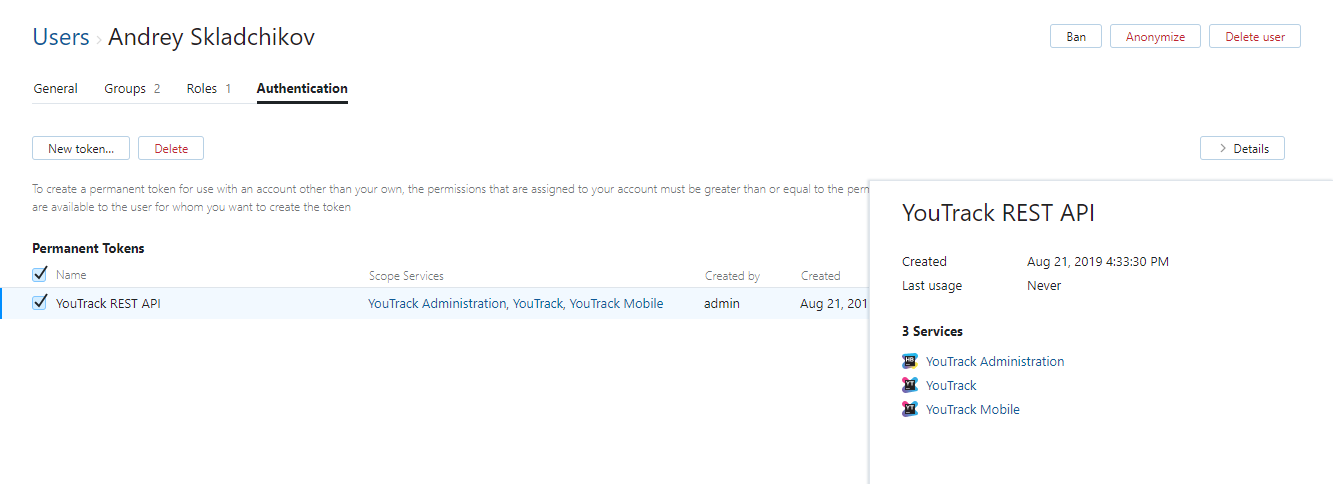 Users › Andrey Skladchikov
Ban
Anonymize
Delete user
General
Groups 2
Roles 1
Authentication
New token...
Delete
Details
To create a permanent token for use with an account other than your own, the permissions that are assigned to your account must be greater than or equal to the
are available to the user for whom you want to create the token
Permanent Tokens
Name
Scope Services
Created by
Created
YouTrack REST API
YouTrack Administration, YouTrack, YouTrack Mobile
admin
Aug 21, 201
YouTrack REST API
Created
Aug 21, 2019 4:33:30 PM
Last usage
Never
3 Services
YouTrack Administration
YouTrack
YouTrack Mobile